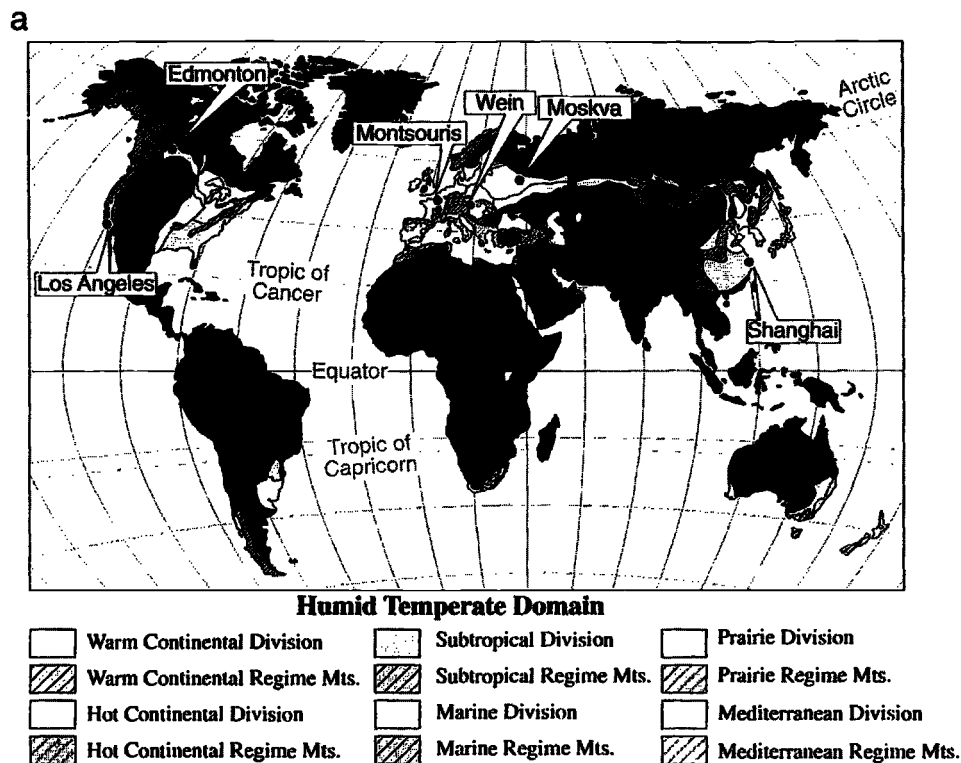 a
Edmonton
Arctic
Circle
Wein
Moskva
Montsouris
Los Angeles
Tropic of
Cancer
Shanghai
Equator
Tropic of
Capricorn
Humid Temperate Domain
Warm Continental Division
Subtropical Division
Prairie Division
Warm Continental Regime Mts.
Subtropical Regime Mts.
Prairie Regime Mts.
Hot Continental Division
Marine Division
Mediterranean Division
Hot Continental Regime Mts.
Marine Regime Mts.
Mediterranean Regime Mts.